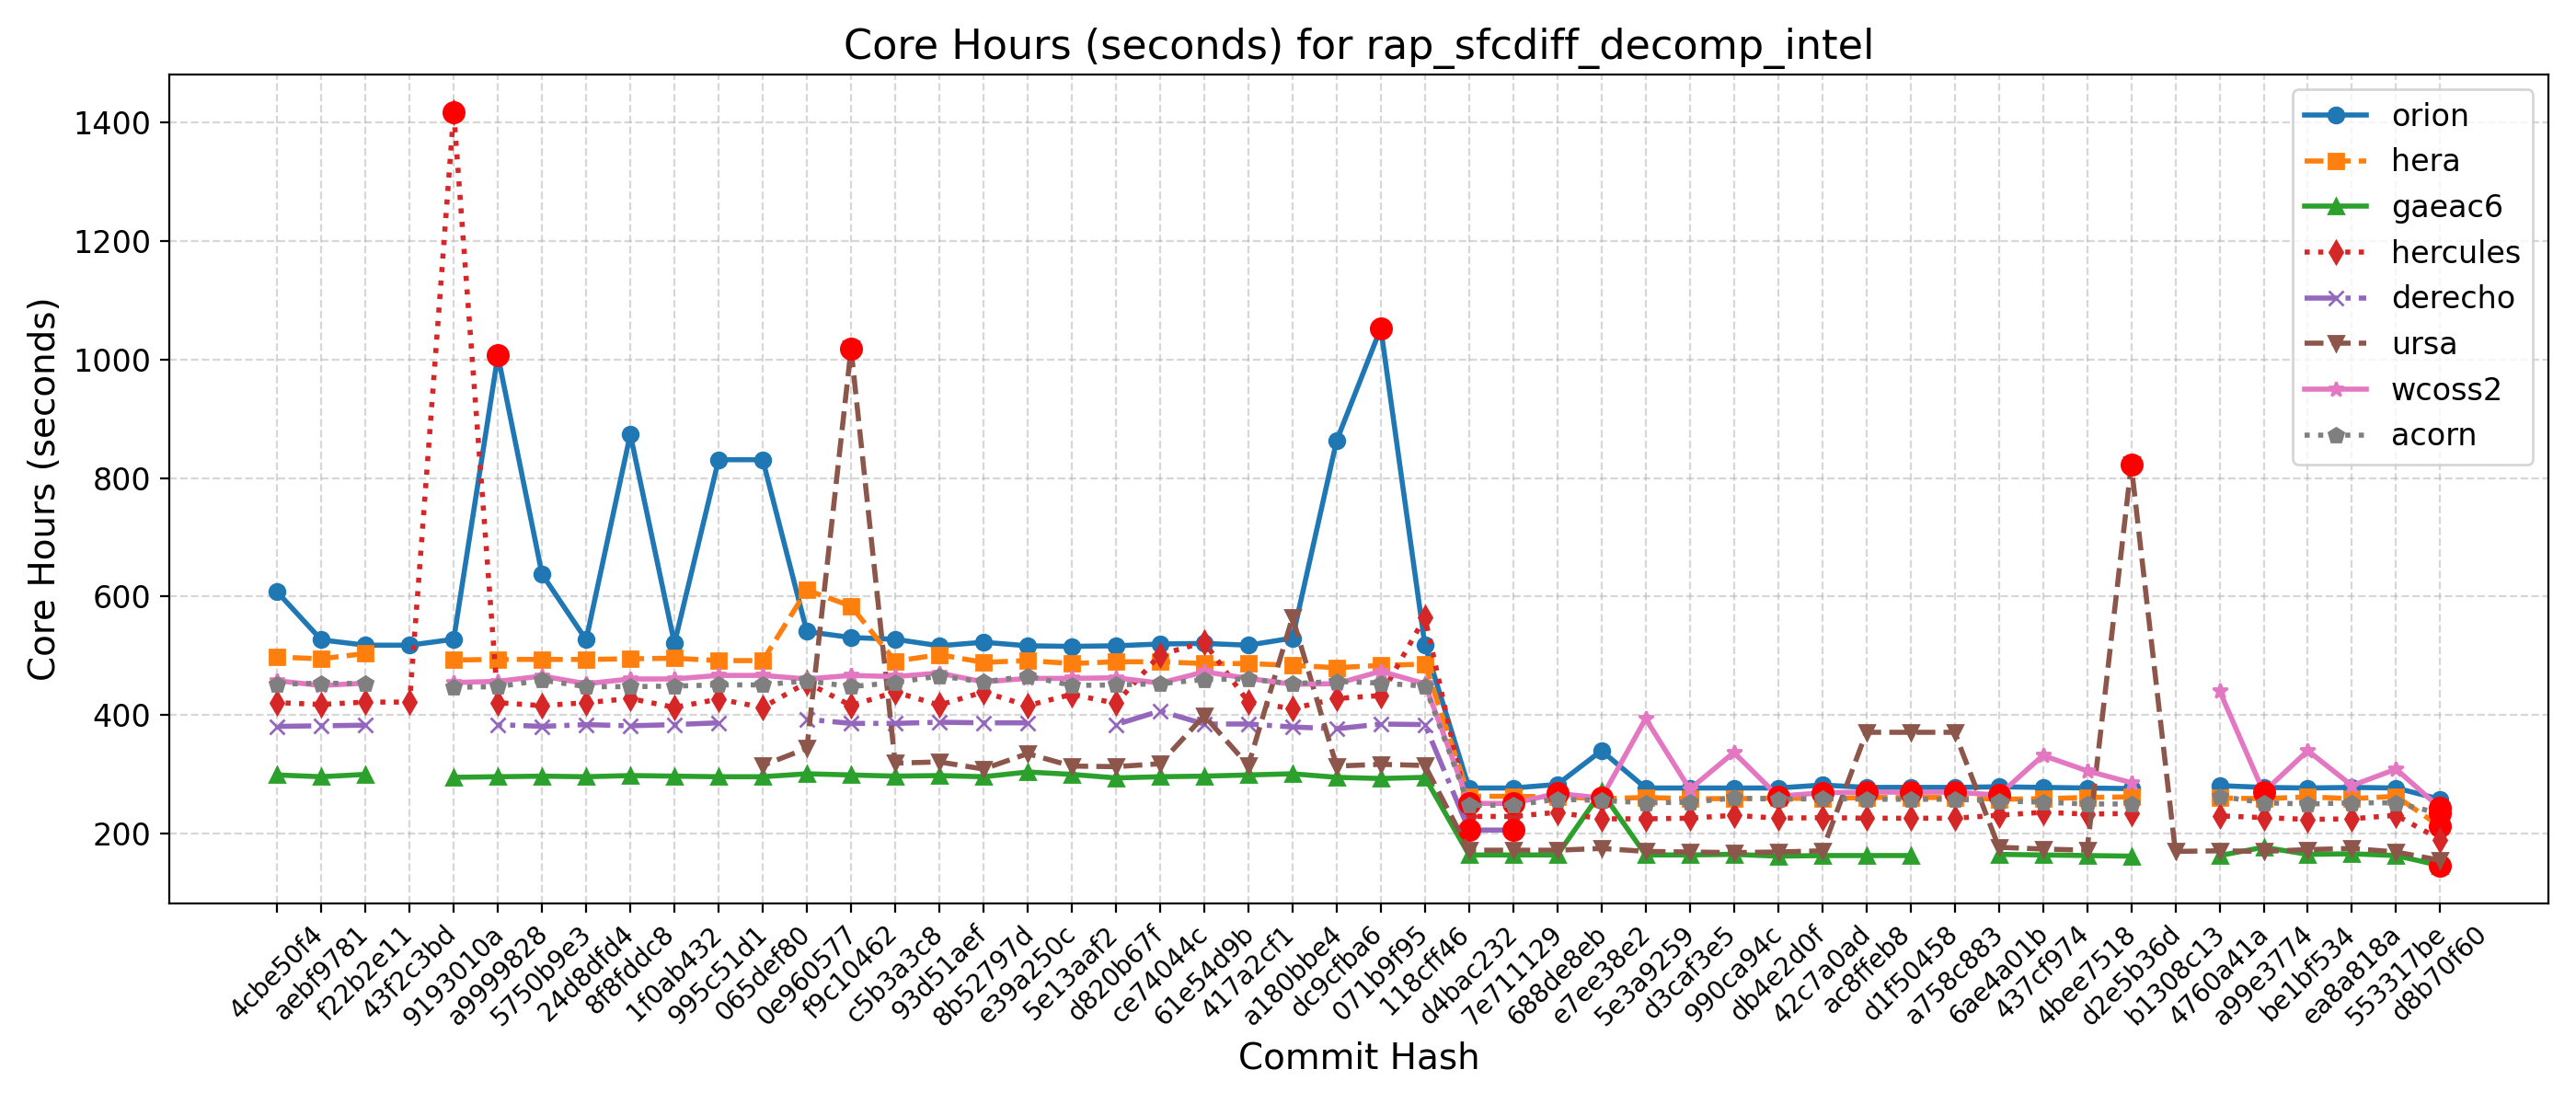 Core Hours (seconds) for rap_sfcdiff_decomp_intel
Core Hours (seconds)
1400
1200
1000
800
600
400
200
orion
hera
gaeac6
hercules
derecho
ursa
wcoss2
acorn
4cbe50f4
aebf9781
f22b2e11
43f2c3bd
9193010a
a9999828
5750b9e3
24d8dfd4
8f8fddc8
1f0ab432
995c51d1
065def80
0e960577
f9c10462
c5b3a3c8
93d51aef
8b52797d
e39a250c
5e13aaf2
d820b67f
ce74044c
61e54d9b
417a2cf1
a180bbe4
dc9cfba6
071b9f95
118cff46
d4bac232
7e711129
688de8eb
e7ee38e2
5e3a9259
d3caf3e5
990ca94c
db4e2d0f
42c7a0ad
ac8ffeb8
d1f50458
a758c883
6ae4a01b
437cf974
4bee7518
d2e5b36d
b1308c13
4760a41a
a99e3774
be1bf534
ea8a818a
553317be
d8b70f60
Commit Hash